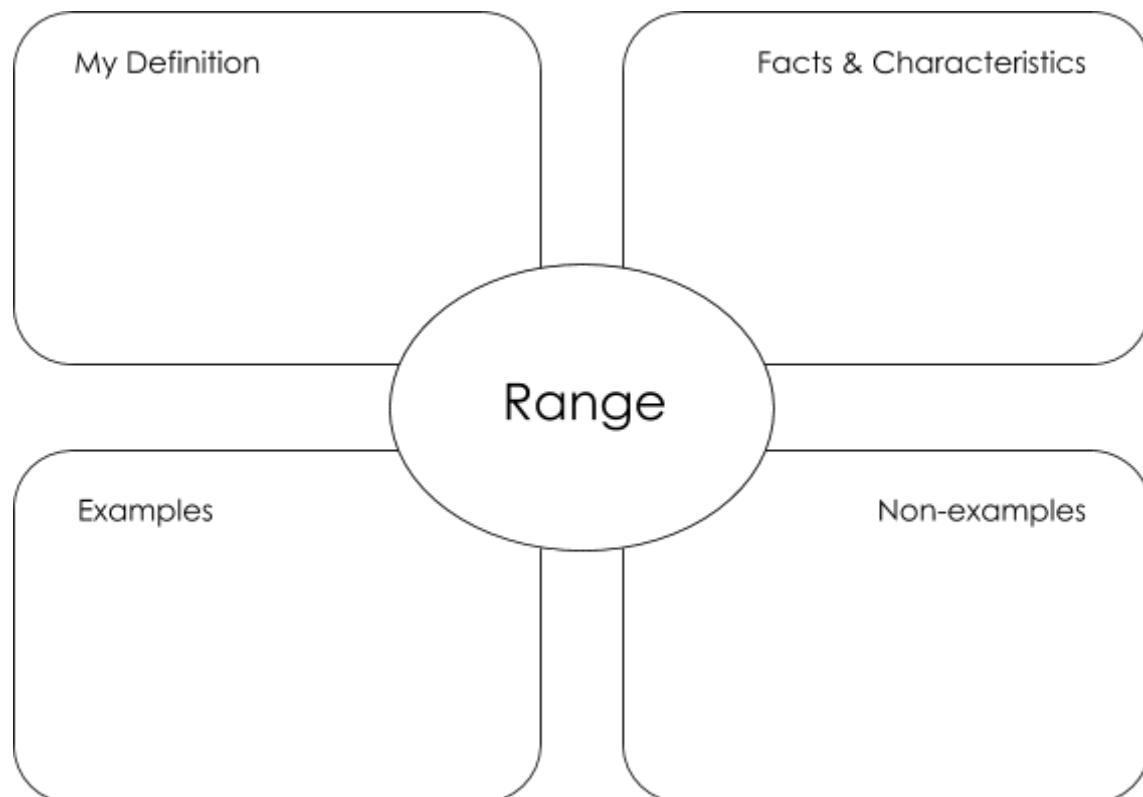 My Definition
Facts & Characteristics
Range
Examples
Non-examples